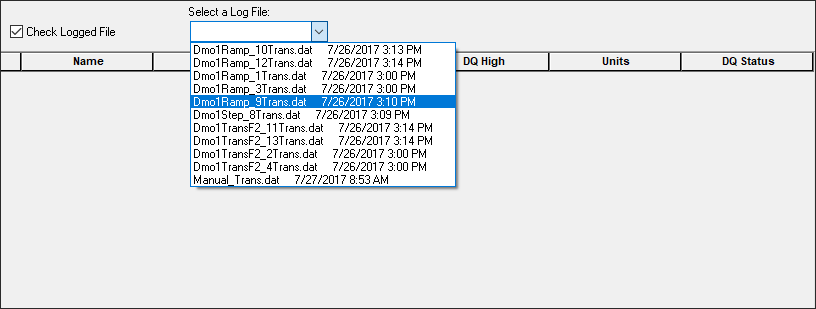 Select a Log File:
Check Logged File
Dmo1Ramp_10Trans.dat 7/26/2017 3:13 PM
Dmo1Ramp_12Trans.dat 7/26/2017 3:14 PM
Name DQ High Units DQ Status
Dmo1Ramp_1Trans.dat 7/26/2017 3:00 PM
Dmo1Ramp_3Trans.dat 7/26/2017 3:00 PM
Dmo1Ramp_9Trans.dat 7/26/2017 3:10 PM
Dmo1Step_8Trans.dat 7/26/2017 3:09 PM
Dmo1TransF2_11Trans.dat 7/26/2017 3:14 PM
Dmo1TransF2_13Trans.dat 7/26/2017 3:14 PM
Dmo1TransF2_2Trans.dat 7/26/2017 3:00 PM
Dmo1TransF2_4Trans.dat 7/26/2017 3:00 PM
Manual_Trans.dat 7/27/2017 8:53 AM